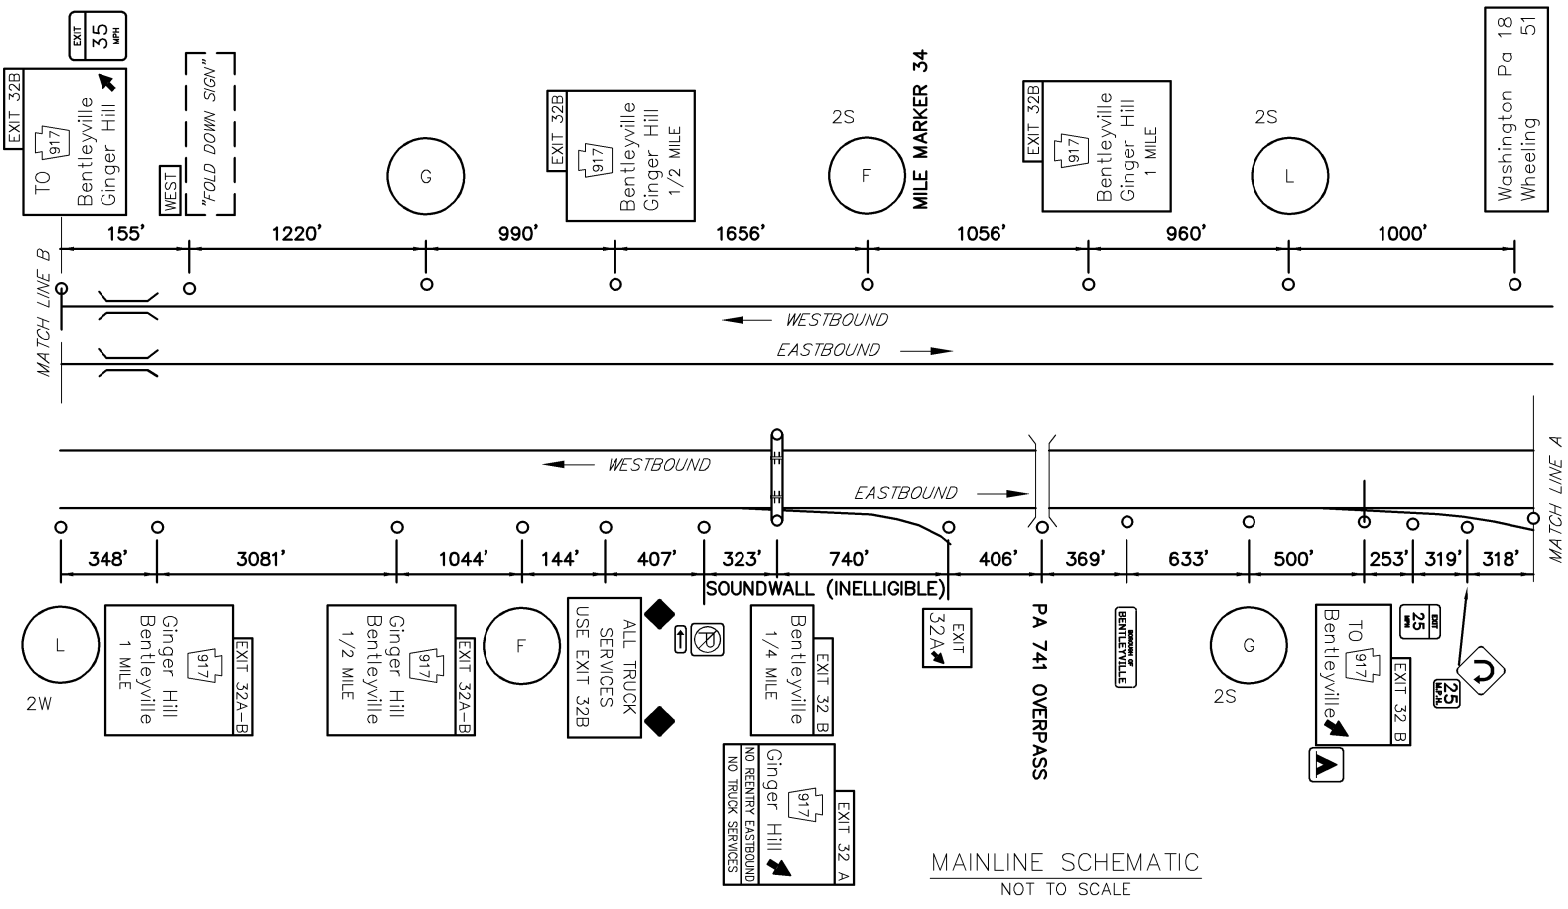 EXIT
35
MPH
EXIT 32B
TO
917
Bentleyville
Ginger Hill
WEST
"FOLD DOWN SIGN"
G
EXIT 32B
917
Bentleyville
Ginger Hill
1/2 MILE
2S
F
MILE MARKER 34
EXIT 32B
917
Bentleyville
Ginger Hill
1 MILE
2S
L
Washington Pa 18
Wheeling 51
155' 1220' 990' 1656' 1056' 960' 1000'
MATCH LINE B
WESTBOUND
EASTBOUND
WESTBOUND
EASTBOUND
MATCH LINE A
348' 3081' 1044' 144' 407' 323' 740' 406' 369' 633' 500' 253' 319' 318'
SOUNDWALL (INELLIGIBLE)
L
2W
EXIT 32A-B
917
Ginger Hill
Bentleyville
1 MILE
EXIT 32A-B
917
Ginger Hill
Bentleyville
1/2 MILE
F
ALL TRUCK
SERVICES
USE EXIT 32B
P
EXIT 32 B
Bentleyville
1/4 MILE
EXIT 32 A
917
Ginger Hill
NO REENTRY EASTBOUND
NO TRUCK SERVICES
EXIT
32A
PA 741 OVERPASS
BOROUGH OF
BENTLEYVILLE
G
2S
EXIT
25
MPH
EXIT 32 B
TO
917
Bentleyville
25
M.P.H.
MAINLINE SCHEMATIC
NOT TO SCALE